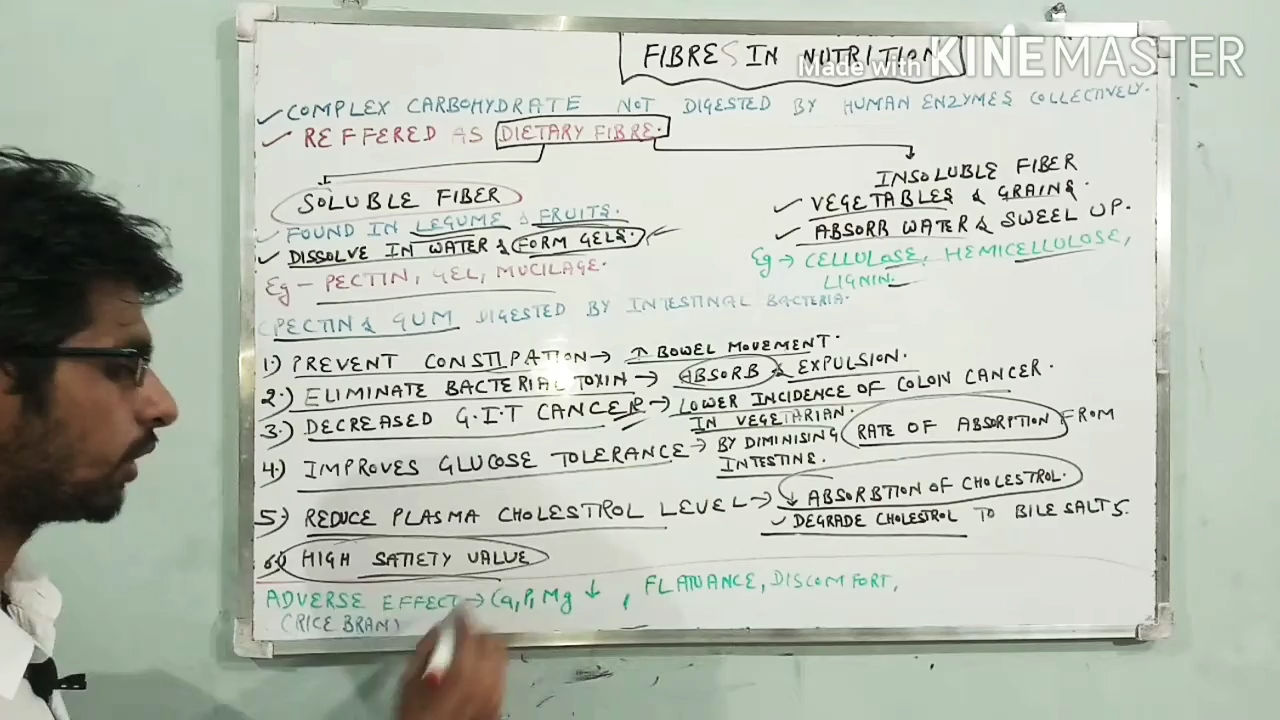 FIBRES IN NUTRITION
Made with KINEMASTER
✓ COMPLEX CARBOHYDRATE NOT DIGESTED BY HUMAN ENZYMES COLLECTIVELY.
✓ REFFERED AS DIETARY FIBRE.
SOLUBLE FIBER
✓ FOUND IN LEGUME & FRUITS.
✓ DISSOLVE IN WATER & FORM GELS.
Eg - PECTIN, GEL, MUCILAGE.
INSOLUBLE FIBER
✓ VEGETABLES & GRAINS.
✓ ABSORB WATER & SWEEL UP.
Eg → CELLULOSE, HEMICELLULOSE,
LIGNIN.
(PECTIN & GUM DIGESTED BY INTESTINAL BACTERIA.
1.) PREVENT CONSTIPATION → ↑ BOWEL MOVEMENT.
2.) ELIMINATE BACTERIAL TOXIN → ABSORB & EXPULSION.
3.) DECREASED G.I.T CANCER → LOWER INCIDENCE OF COLON CANCER.
IN VEGETARIAN.
4.) IMPROVES GLUCOSE TOLERANCE → BY DIMINISING RATE OF ABSORPTION FROM
INTESTINE.
5.) REDUCE PLASMA CHOLESTROL LEVEL → ↓ ABSORBTION OF CHOLESTROL.
✓ DEGRADE CHOLESTROL TO BILE SALTS.
6.) HIGH SATIETY VALUE
ADVERSE EFFECT → Ca, P, Mg ↓ , FLATUANCE, DISCOMFORT,
(RICE BRAN)